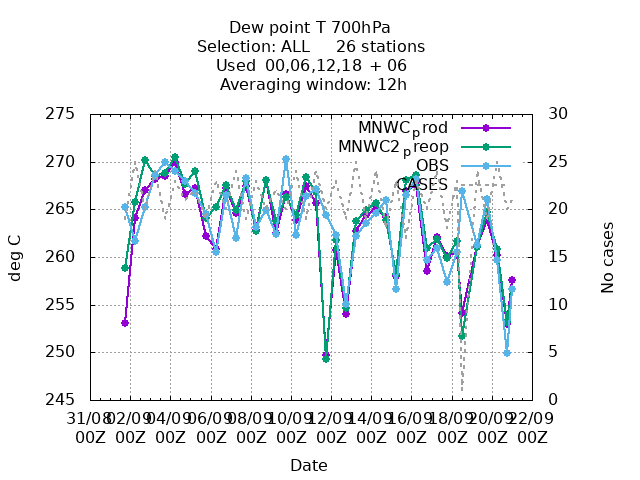 Dew point T 700hPa
Selection: ALL 26 stations
Used 00,06,12,18 + 06
Averaging window: 12h
275
270
265
260
255
250
245
deg C
30
25
20
15
10
5
0
No cases
MNWC_prod
MNWC2_preop
OBS
CASES
31/08 02/09 04/09 06/09 08/09 10/09 12/09 14/09 16/09 18/09 20/09 22/09
00Z 00Z 00Z 00Z 00Z 00Z 00Z 00Z 00Z 00Z 00Z 00Z
Date